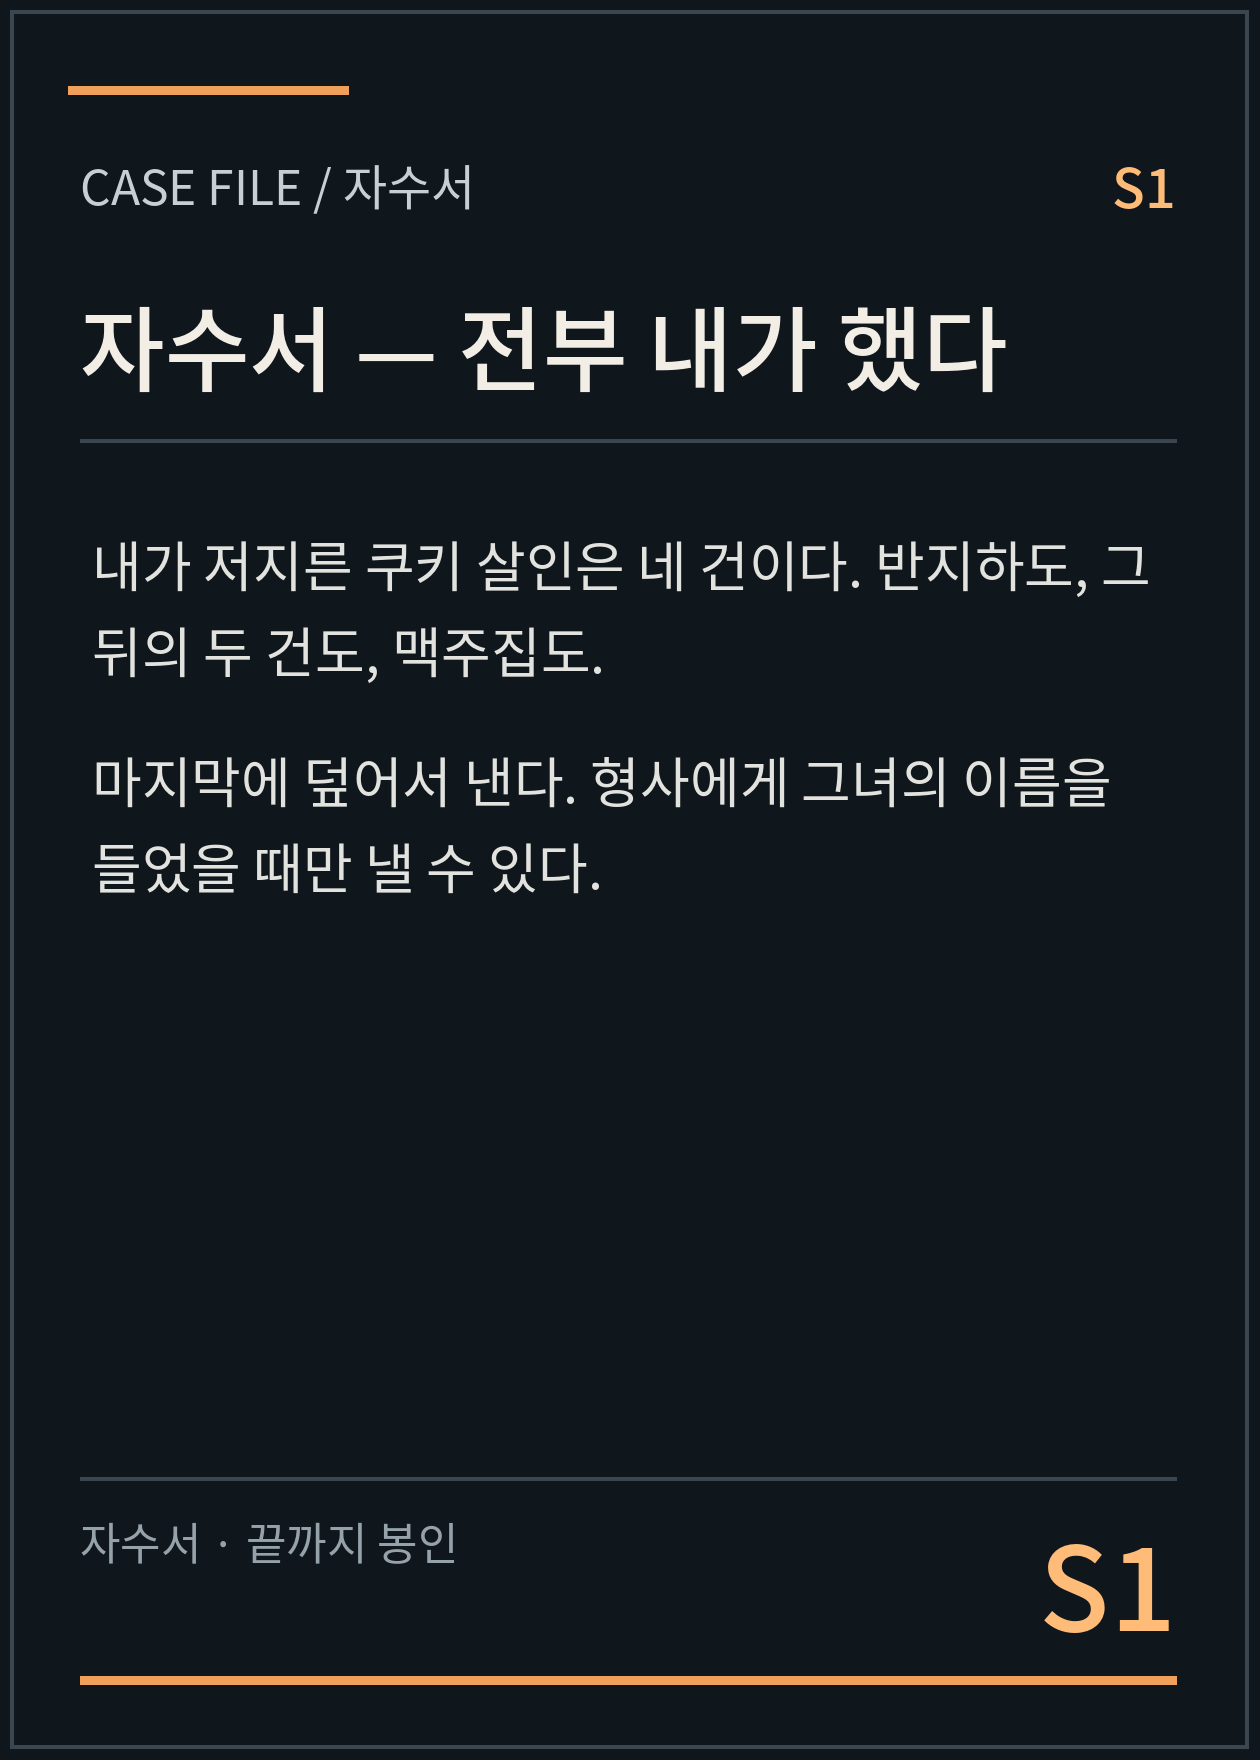 CASE FILE / 자수서
S1
자수서 — 전부 내가 했다
내가 저지른 쿠키 살인은 네 건이다. 반지하도, 그
뒤의 두 건도, 맥주집도.
마지막에 덮어서 낸다. 형사에게 그녀의 이름을
들었을 때만 낼 수 있다.
자수서 · 끝까지 봉인
S1